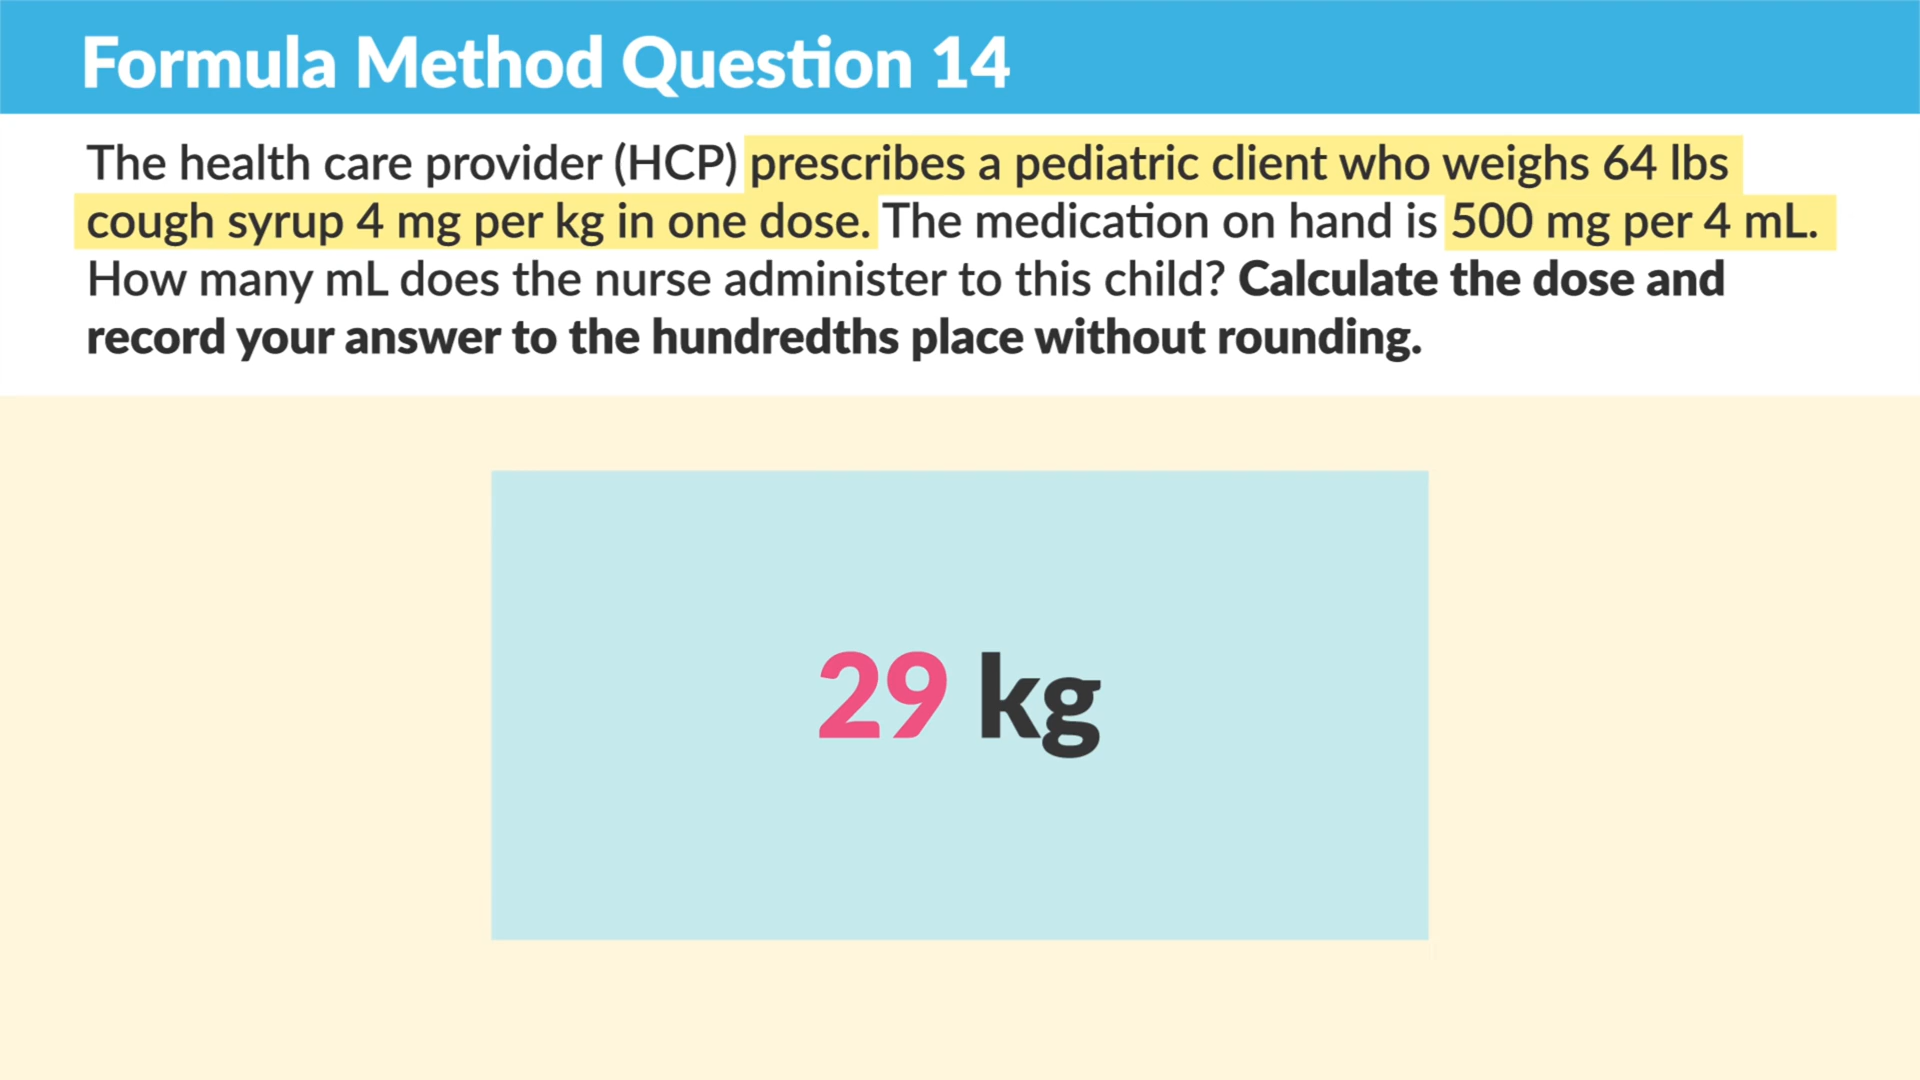 Formula Method Question 14
The health care provider (HCP) prescribes a pediatric client who weighs 64 lbs
cough syrup 4 mg per kg in one dose. The medication on hand is 500 mg per 4 mL.
How many mL does the nurse administer to this child? Calculate the dose and
record your answer to the hundredths place without rounding.
29 kg